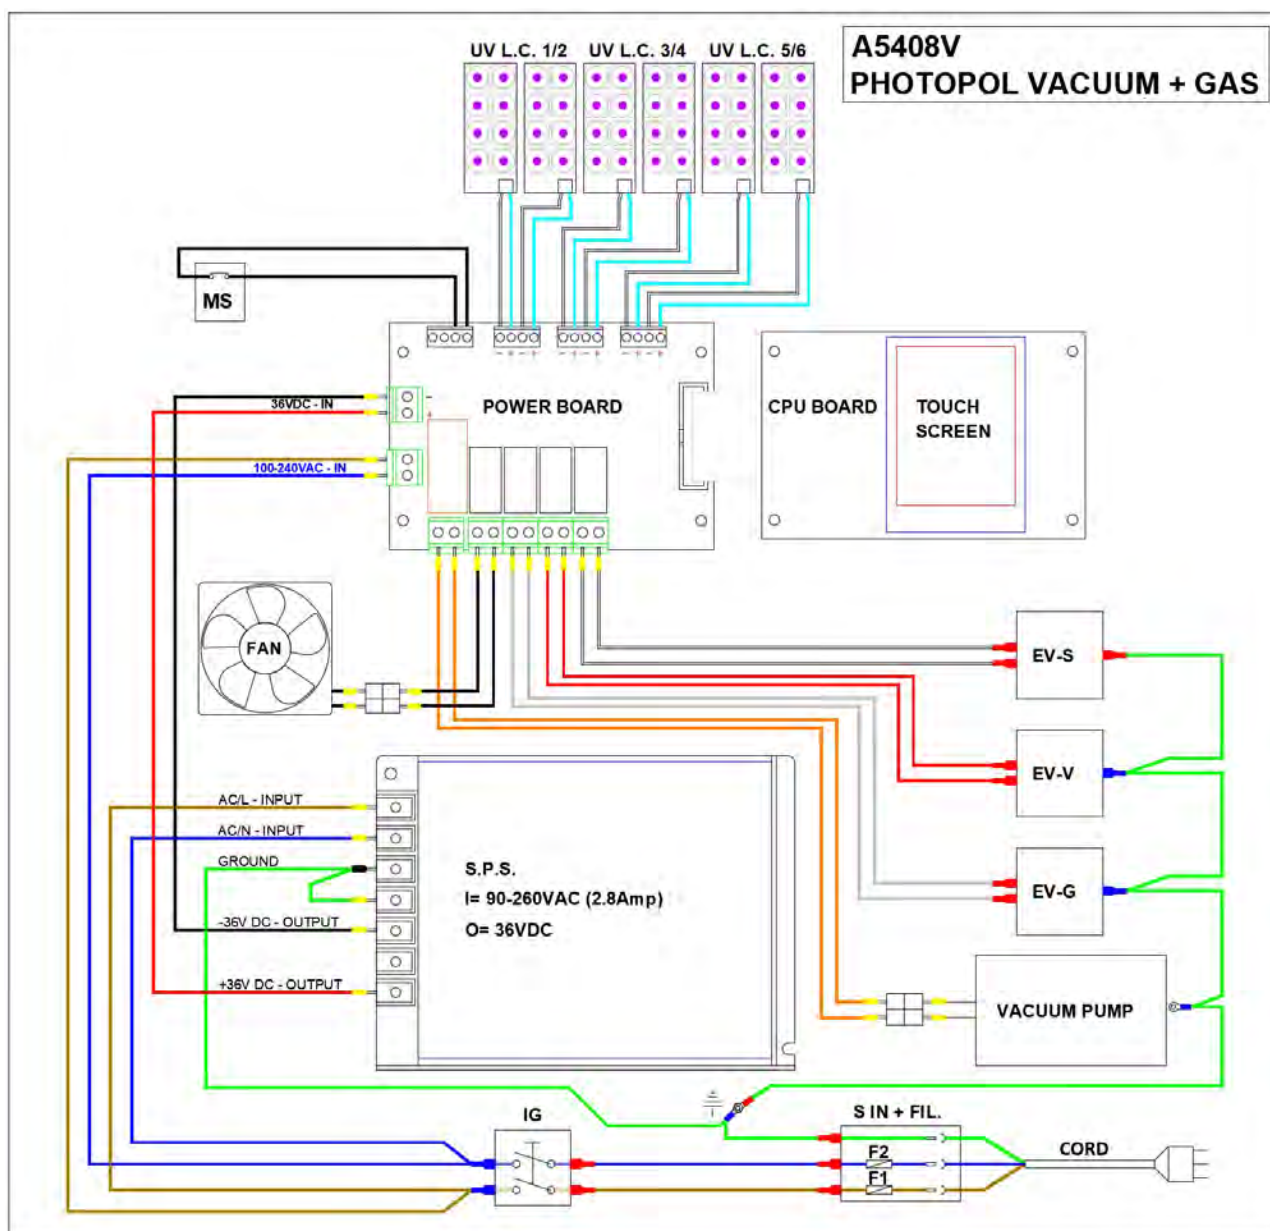 UV L.C. 1/2
UV L.C. 3/4
UV L.C. 5/6
A5408V
PHOTOPOL VACUUM + GAS
MS
36VDC - IN
100-240VAC - IN
POWER BOARD
CPU BOARD
TOUCH
SCREEN
FAN
EV-S
EV-V
EV-G
AC/L - INPUT
AC/N - INPUT
GROUND
-36V DC - OUTPUT
+36V DC - OUTPUT
S.P.S.
I= 90-260VAC (2.8Amp)
O= 36VDC
VACUUM PUMP
IG
S IN + FIL.
F2
F1
CORD